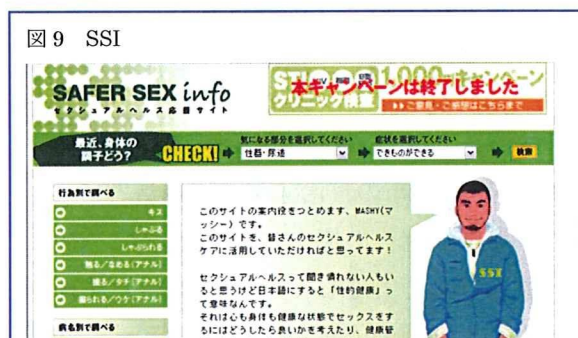 図 9 SSI
SAFER SEX info
セクシュアルヘルス応援サイト
1,000 キャンペーン
本キャンペーンは終了しました
クリニック検査
▶▶ご意見・ご感想はこちらまで
最近、身体の
調子どう?
CHECK!
気になる部分を選択してください
性器・尿道
症状を選択してください
できものができる
検索
行為別で調べる
キス
しゃぶる
しゃぶられる
触る/なめる(アナル)
掘る/タチ(アナル)
掘られる/ウケ(アナル)
病名別で調べる
このサイトの案内役をつとめます、MASHY(マ
ッシー)です。
このサイトを、皆さんのセクシュアルヘルス
ケアに活用していただければと思ってます!
セクシュアルヘルスって聞き慣れない人もい
ると思うけど日本語にすると「性的健康」っ
て意味なんです。
それは心も身体も健康な状態でセックスをす
るにはどうしたら良いかを考えたり、健康管
SSI